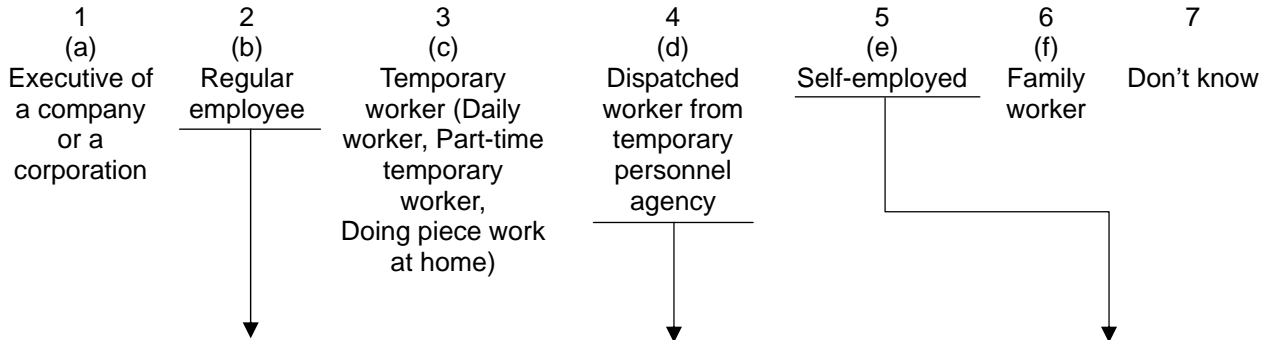 1 2 3 4 5 6 7
(a) (b) (c) (d) (e) (f)
Executive of
a company
or a
corporation
Regular
employee
Temporary
worker (Daily
worker, Part-time
temporary
worker,
Doing piece work
at home)
Dispatched
worker from
temporary
personnel
agency
Self-employed
Family
worker
Don’t know